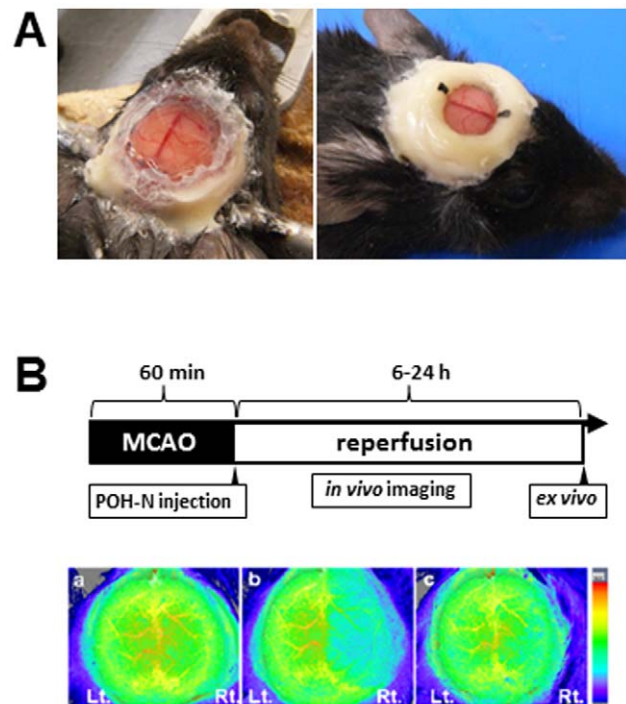 A
B
60 min
6-24 h
MCAO
reperfusion
POH-N injection
in vivo imaging
ex vivo
a
b
c
Lt.
Rt.
Lt.
Rt.
Lt.
Rt.